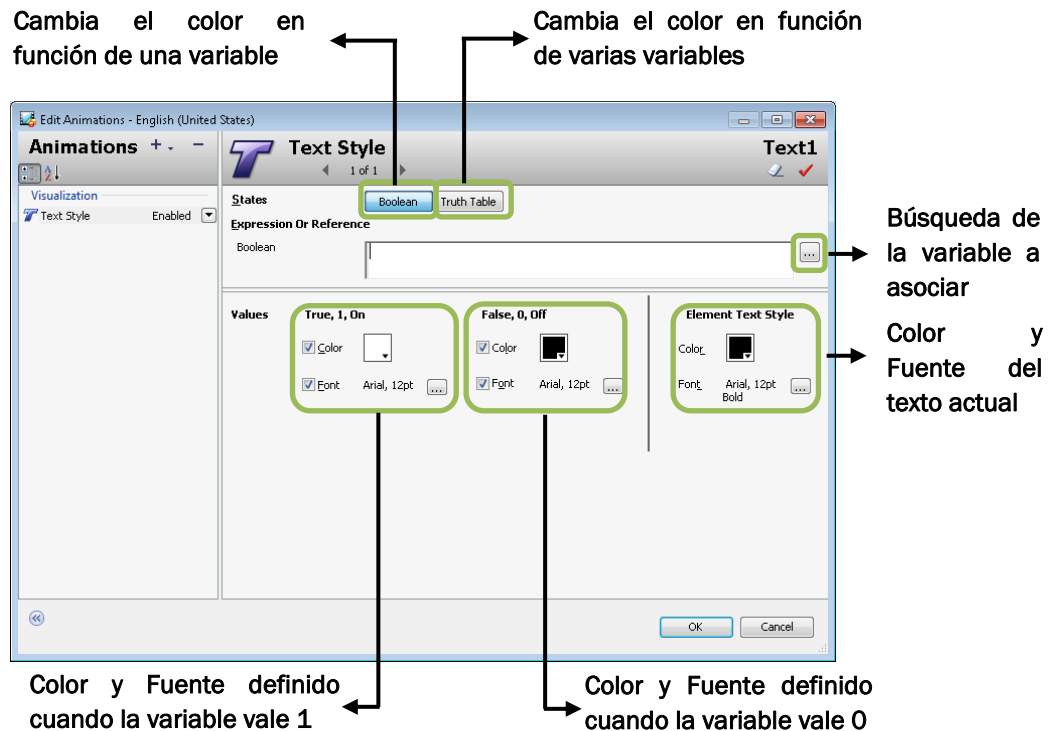 Cambia el color en
función de una variable
Cambia el color en función
de varias variables
Edit Animations - English (United States)
Animations + -
Text Style
Text1
1 of 1
Visualization
Text Style Enabled
States
Boolean Truth Table
Expression Or Reference
Boolean
...
Búsqueda de
la variable a
asociar
Values
True, 1, On
False, 0, Off
Element Text Style
Color
Color
Color
Font Arial, 12pt ...
Font Arial, 12pt ...
Font Arial, 12pt ...
Bold
Color y
Fuente del
texto actual
OK Cancel
Color y Fuente definido
cuando la variable vale 1
Color y Fuente definido
cuando la variable vale 0